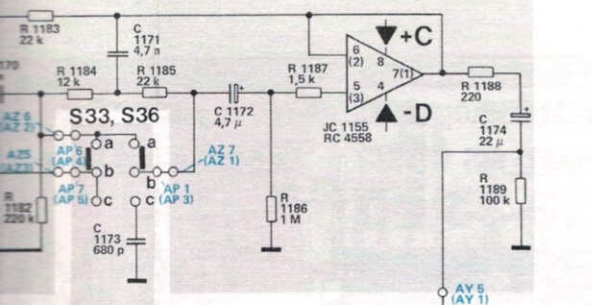 R 1183
22 k
C
1171
4,7 n
+C
6
(2)
8
7(1)
5
(3)
4
-D
JC 1155
RC 4558
R 1184
12 k
R 1185
22 k
R 1187
1,5 k
R 1188
220
C 1172
4,7 µ
C
1174
22 µ
S33, S36
AZ 6
(AZ 2)
a
a
AP 6
(AP 4)
AZ 7
(AZ 1)
AZ5
b
b
AP 7
(AP 5)
AP 1
(AP 3)
c
c
R
1182
220 k
C
1173
680 p
R
1186
1 M
R
1189
100 k
AY 5
(AY 1)